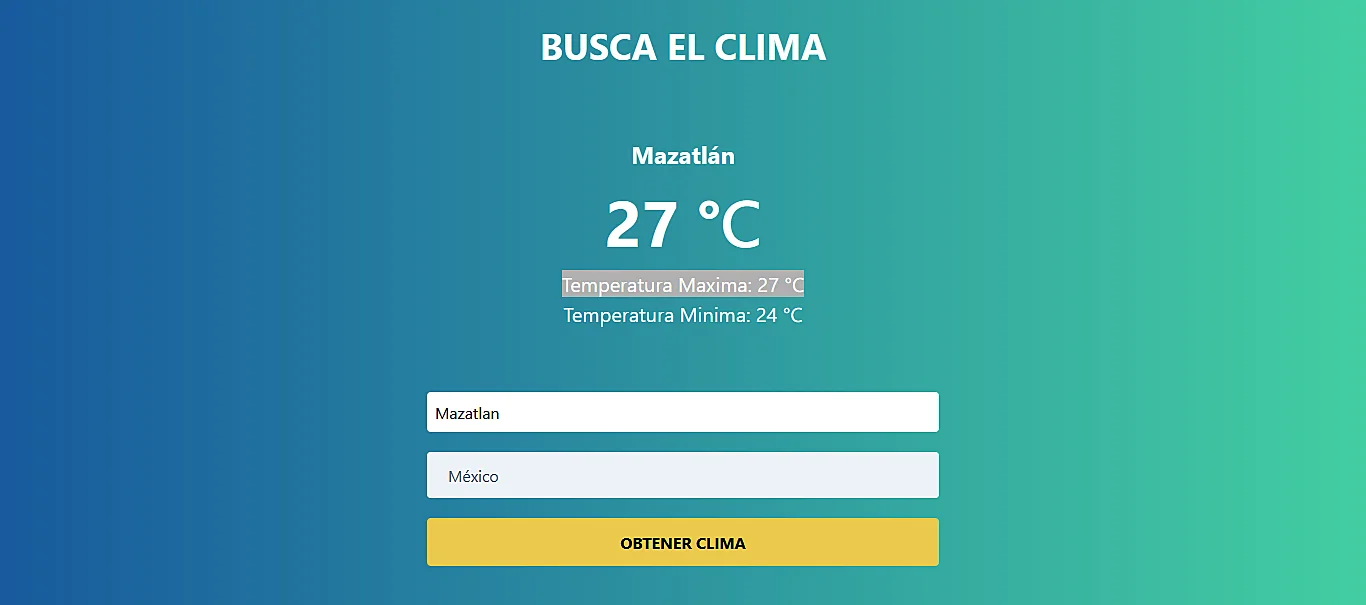 BUSCA EL CLIMA
Mazatlán
27 °C
Temperatura Maxima: 27 °C
Temperatura Minima: 24 °C
Mazatlan
México
OBTENER CLIMA